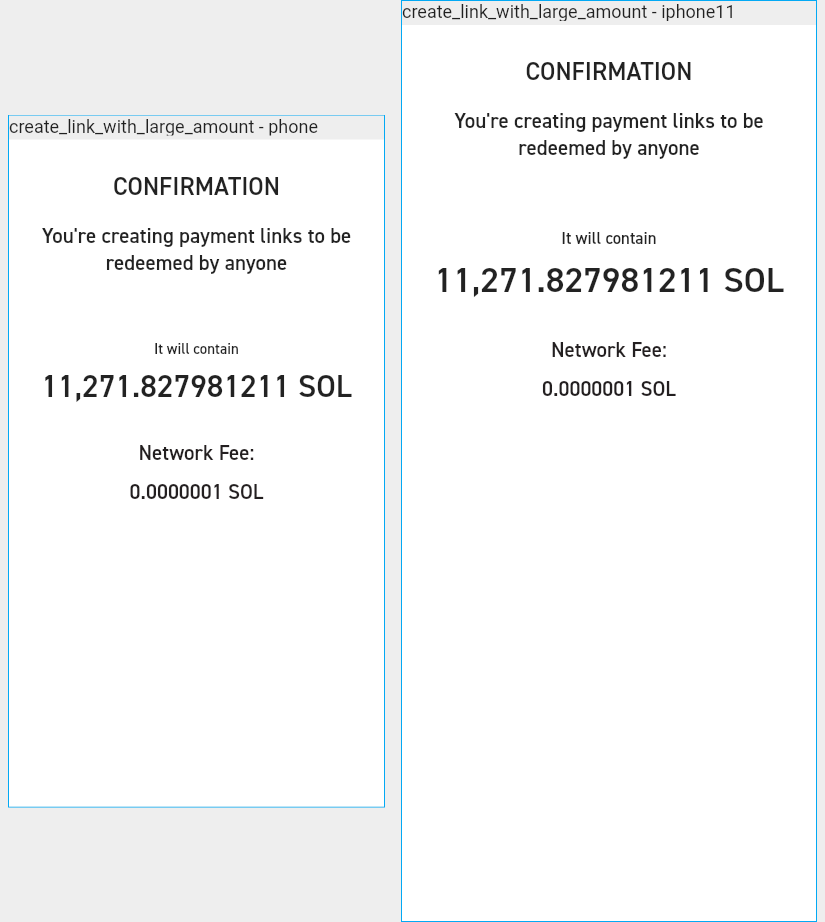 create_link_with_large_amount - phone
CONFIRMATION
You're creating payment links to be
redeemed by anyone
It will contain
11,271.827981211 SOL
Network Fee:
0.0000001 SOL
create_link_with_large_amount - iphone11
CONFIRMATION
You're creating payment links to be
redeemed by anyone
It will contain
11,271.827981211 SOL
Network Fee:
0.0000001 SOL